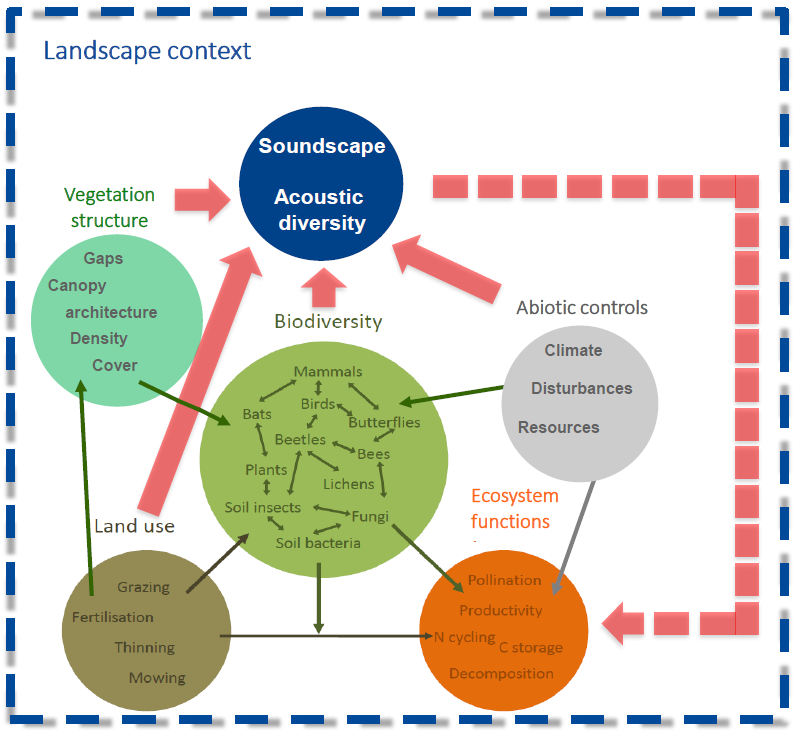 Landscape context
Soundscape
Acoustic
diversity
Vegetation
structure
Gaps
Canopy
architecture
Density
Cover
Biodiversity
Mammals
Birds
Bats
Butterflies
Beetles
Bees
Plants
Lichens
Soil insects
Fungi
Soil bacteria
Abiotic controls
Climate
Disturbances
Resources
Land use
Grazing
Fertilisation
Thinning
Mowing
Ecosystem
functions
Pollination
Productivity
N cycling
C storage
Decomposition